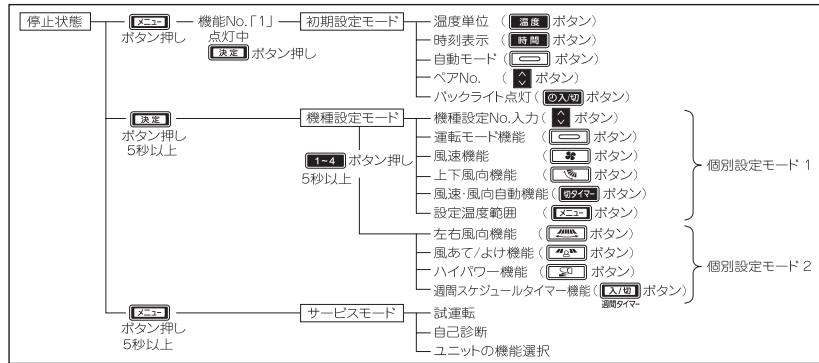 停止状態
メニュー
ボタン押し
機能No.「1」
点灯中
決定 ボタン押し
初期設定モード
温度単位 (温度 ボタン)
時刻表示 (時間 ボタン)
自動モード ( ボタン)
ペアNo. ( ボタン)
バックライト点灯 (入/切 ボタン)
決定
ボタン押し
5秒以上
機種設定モード
1~4 ボタン押し
5秒以上
機種設定No.入力 ( ボタン)
運転モード機能 ( ボタン)
風速機能 ( ボタン)
上下風向機能 ( ボタン)
風速・風向自動機能 (切タイマー ボタン)
設定温度範囲 (メニュー ボタン)
個別設定モード1
左右風向機能 ( ボタン)
風あて/よけ機能 ( ボタン)
ハイパワー機能 ( ボタン)
週間スケジュールタイマー機能 (入/切 ボタン)
週間タイマー
個別設定モード2
メニュー
ボタン押し
5秒以上
サービスモード
試運転
自己診断
ユニットの機能選択